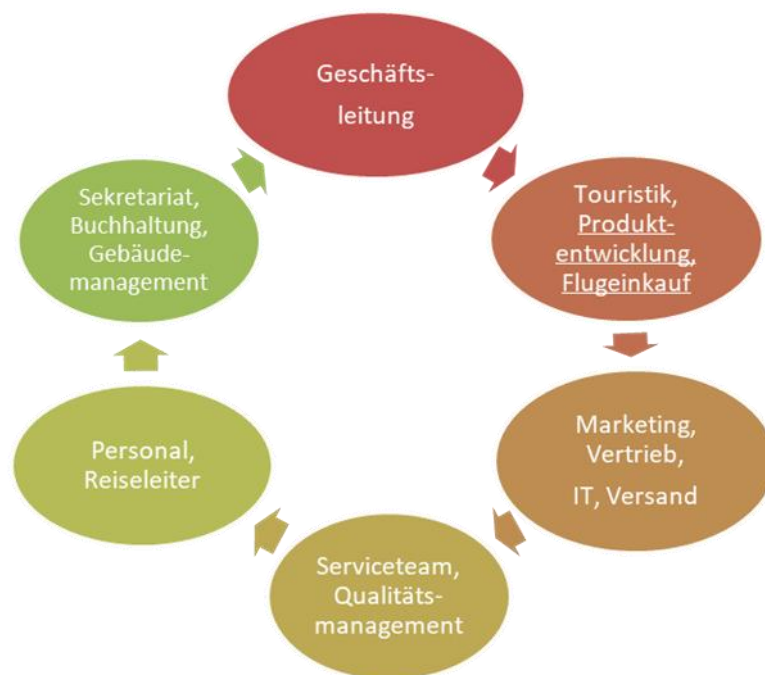 Geschäfts-
leitung
Touristik,
Produkt-
entwicklung,
Flugeinkauf
Marketing,
Vertrieb,
IT, Versand
Serviceteam,
Qualitäts-
management
Personal,
Reiseleiter
Sekretariat,
Buchhaltung,
Gebäude-
management